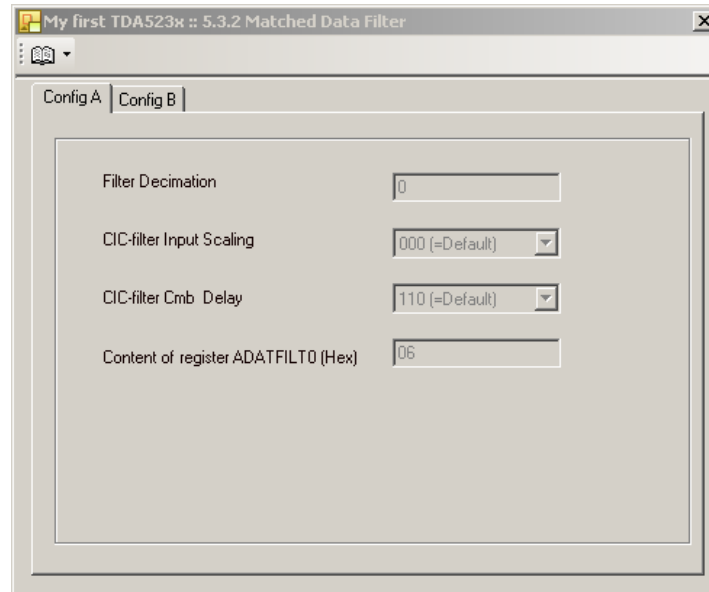 My first TDA523x :: 5.3.2 Matched Data Filter
Config A
Config B
Filter Decimation
0
CIC-filter Input Scaling
000 (=Default)
CIC-filter Cmb Delay
110 (=Default)
Content of register ADATFILT0 (Hex)
06